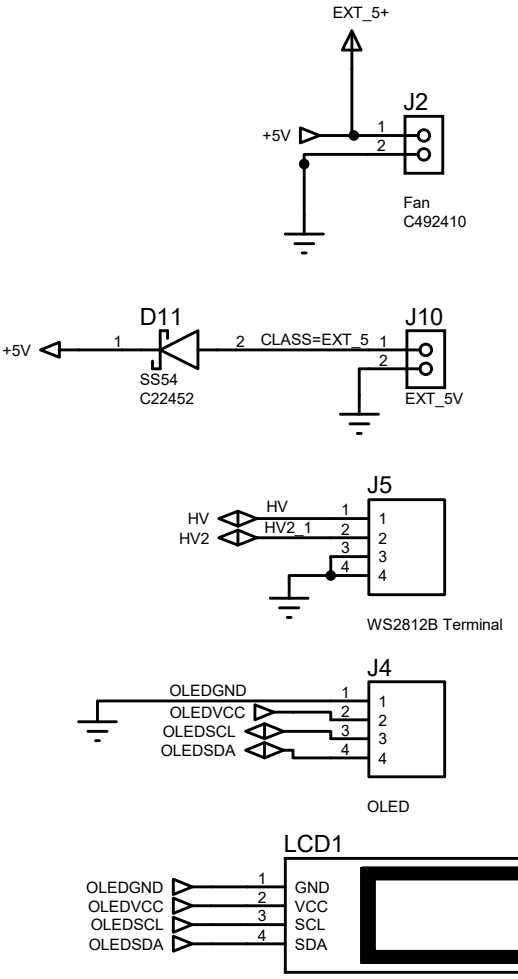 EXT_5+
J2
+5V
1
2
Fan
C492410
D11
J10
+5V
1
2
CLASS=EXT_5
1
2
SS54
C22452
EXT_5V
J5
HV
HV
1
1
HV2
HV2_1
2
2
3
3
4
4
WS2812B Terminal
J4
OLEDGND
1
1
OLEDVCC
2
2
OLEDSCL
3
3
OLEDSDA
4
4
OLED
LCD1
OLEDGND
1
GND
OLEDVCC
2
VCC
OLEDSCL
3
SCL
OLEDSDA
4
SDA